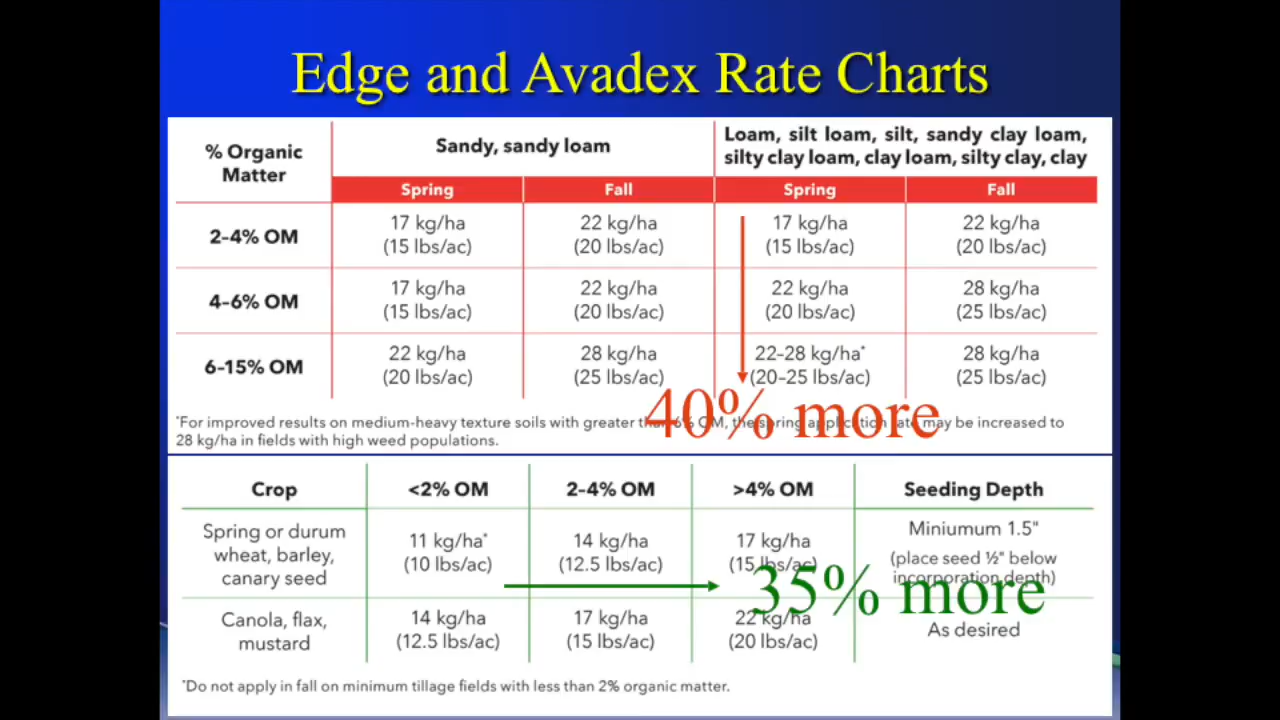 Edge and Avadex Rate Charts
% Organic Matter
Sandy, sandy loam
Loam, silt loam, silt, sandy clay loam,
silty clay loam, clay loam, silty clay, clay
Spring Fall Spring Fall
2–4% OM
17 kg/ha 22 kg/ha 17 kg/ha 22 kg/ha
(15 lbs/ac) (20 lbs/ac) (15 lbs/ac) (20 lbs/ac)
4–6% OM
17 kg/ha 22 kg/ha 22 kg/ha 28 kg/ha
(15 lbs/ac) (20 lbs/ac) (20 lbs/ac) (25 lbs/ac)
6–15% OM
22 kg/ha 28 kg/ha 22–28 kg/ha* 28 kg/ha
(20 lbs/ac) (25 lbs/ac) (20–25 lbs/ac) (25 lbs/ac)
40% more
*For improved results on medium-heavy texture soils with greater than 6% OM, the spring application rate may be increased to
28 kg/ha in fields with high weed populations.
Crop <2% OM 2–4% OM >4% OM Seeding Depth
Spring or durum
wheat, barley,
canary seed
11 kg/ha* 14 kg/ha 17 kg/ha
(10 lbs/ac) (12.5 lbs/ac) (15 lbs/ac)
Miniumum 1.5"
(place seed ½" below
incorporation depth)
35% more
Canola, flax,
mustard
14 kg/ha 17 kg/ha 22 kg/ha
(12.5 lbs/ac) (15 lbs/ac) (20 lbs/ac)
As desired
*Do not apply in fall on minimum tillage fields with less than 2% organic matter.